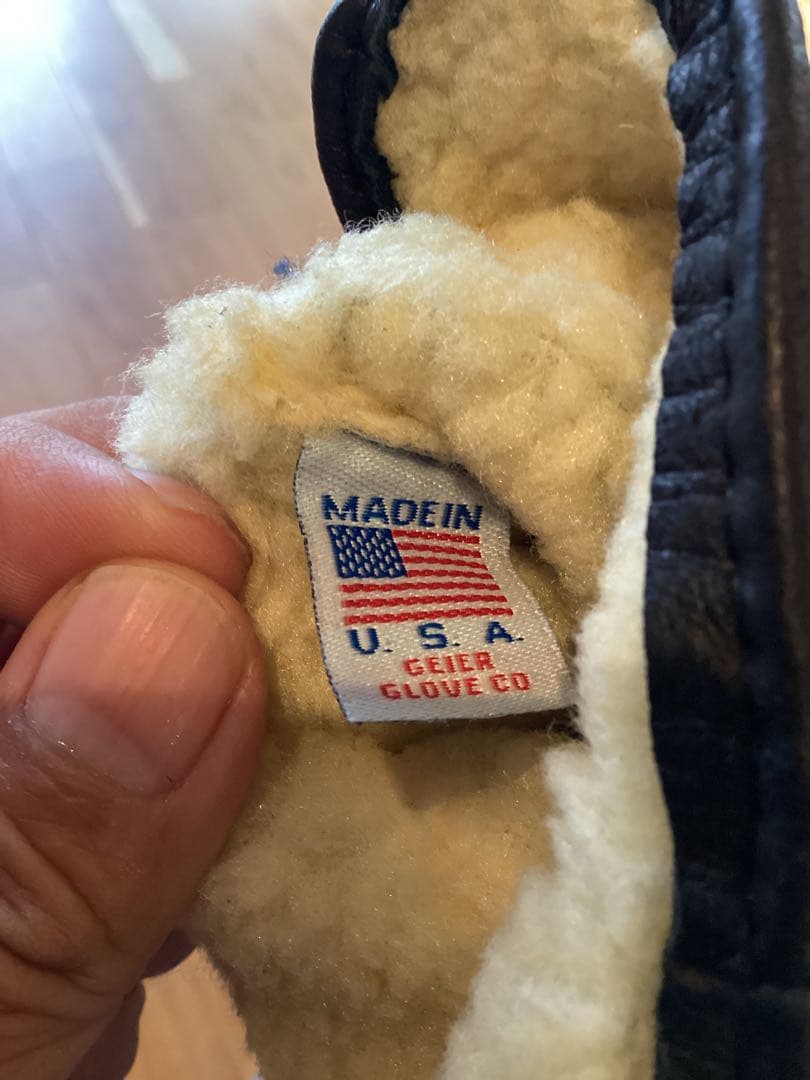 MADE IN
U. S. A.
GEIER
GLOVE CO